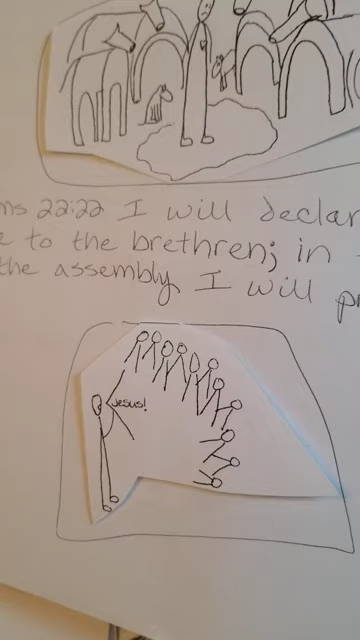 ms 22:22 I will declar
e to the brethren; in
the assembly I will pr
Jesus!